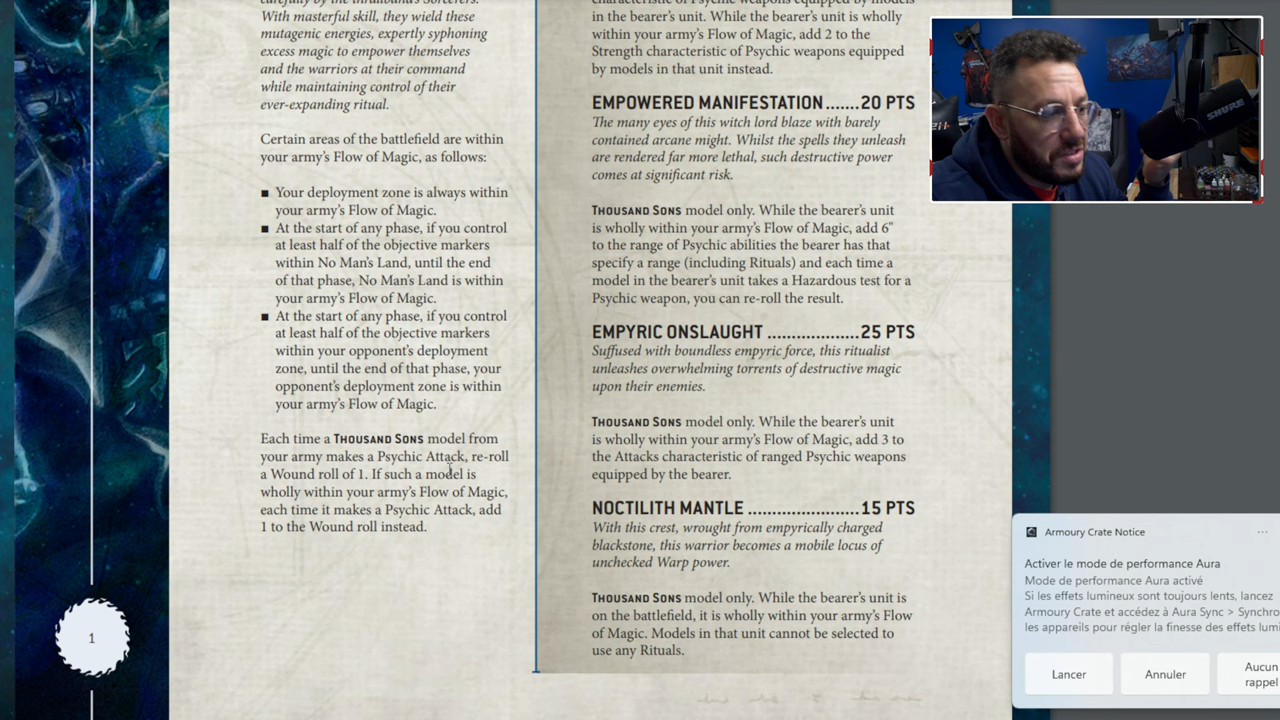 carefully by the thrallband's Sorcerers.
With masterful skill, they wield these
mutagenic energies, expertly syphoning
excess magic to empower themselves
and the warriors at their command
while maintaining control of their
ever-expanding ritual.
Certain areas of the battlefield are within
your army's Flow of Magic, as follows:
■ Your deployment zone is always within
your army's Flow of Magic.
■ At the start of any phase, if you control
at least half of the objective markers
within No Man's Land, until the end
of that phase, No Man's Land is within
your army's Flow of Magic.
■ At the start of any phase, if you control
at least half of the objective markers
within your opponent's deployment
zone, until the end of that phase, your
opponent's deployment zone is within
your army's Flow of Magic.
Each time a THOUSAND SONS model from
your army makes a Psychic Attack, re-roll
a Wound roll of 1. If such a model is
wholly within your army's Flow of Magic,
each time it makes a Psychic Attack, add
1 to the Wound roll instead.
1
characteristic of Psychic weapons equipped by models
in the bearer's unit. While the bearer's unit is wholly
within your army's Flow of Magic, add 2 to the
Strength characteristic of Psychic weapons equipped
by models in that unit instead.
EMPOWERED MANIFESTATION.......20 PTS
The many eyes of this witch lord blaze with barely
contained arcane might. Whilst the spells they unleash
are rendered far more lethal, such destructive power
comes at significant risk.
THOUSAND SONS model only. While the bearer's unit
is wholly within your army's Flow of Magic, add 6"
to the range of Psychic abilities the bearer has that
specify a range (including Rituals) and each time a
model in the bearer's unit takes a Hazardous test for a
Psychic weapon, you can re-roll the result.
EMPYRIC ONSLAUGHT ..................25 PTS
Suffused with boundless empyric force, this ritualist
unleashes overwhelming torrents of destructive magic
upon their enemies.
THOUSAND SONS model only. While the bearer's unit
is wholly within your army's Flow of Magic, add 3 to
the Attacks characteristic of ranged Psychic weapons
equipped by the bearer.
NOCTILITH MANTLE ......................15 PTS
With this crest, wrought from empyrically charged
blackstone, this warrior becomes a mobile locus of
unchecked Warp power.
THOUSAND SONS model only. While the bearer's unit is
on the battlefield, it is wholly within your army's Flow
of Magic. Models in that unit cannot be selected to
use any Rituals.
SHURE
Armoury Crate Notice
Activer le mode de performance Aura
Mode de performance Aura activé
Si les effets lumineux sont toujours lents, lancez
Armoury Crate et accédez à Aura Sync > Synchro
les appareils pour régler la finesse des effets lumi
Lancer
Annuler
Aucun
rappel